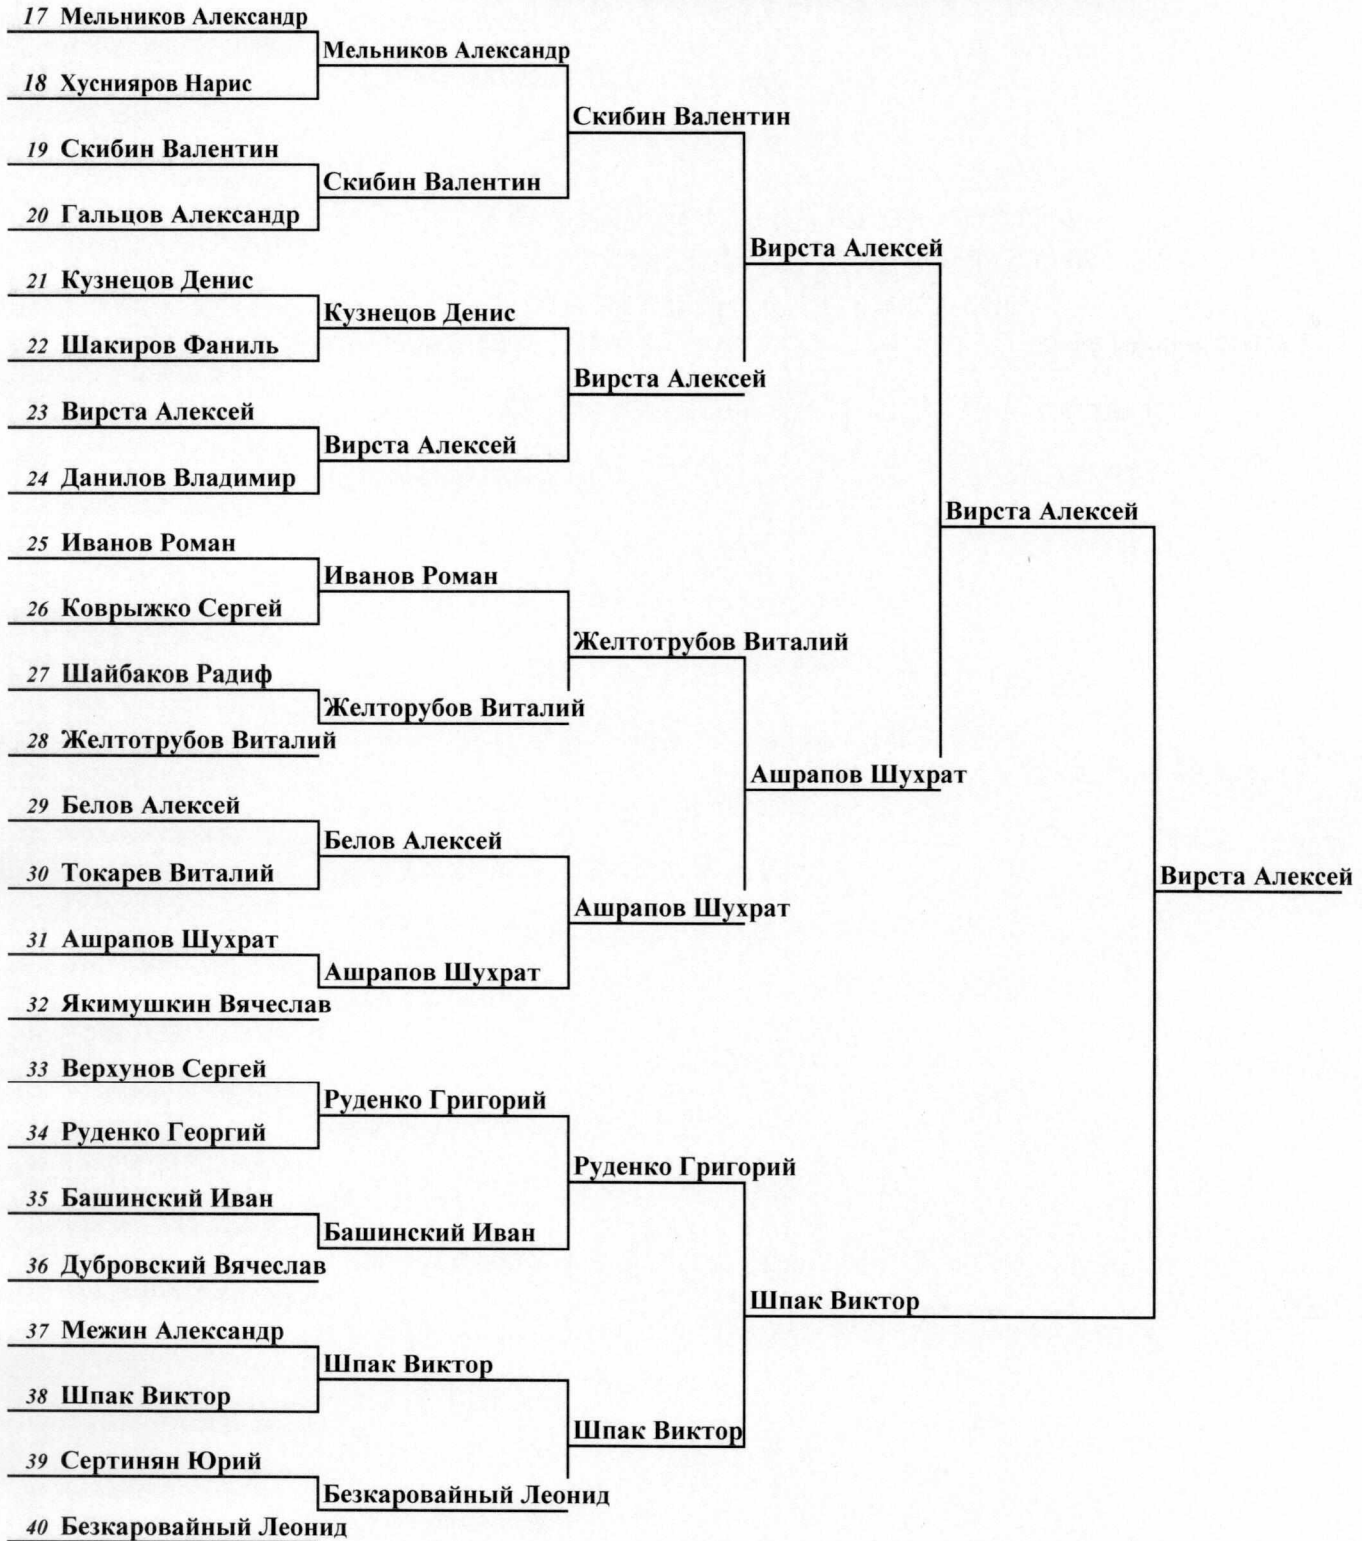 17 Мельников Александр
Мельников Александр
18 Хуснияров Нарис
Скибин Валентин
19 Скибин Валентин
Скибин Валентин
20 Гальцов Александр
Вирста Алексей
21 Кузнецов Денис
Кузнецов Денис
22 Шакиров Фаниль
Вирста Алексей
23 Вирста Алексей
Вирста Алексей
24 Данилов Владимир
Вирста Алексей
25 Иванов Роман
Иванов Роман
26 Коврыжко Сергей
Желтотрубов Виталий
27 Шайбаков Радиф
Желторубов Виталий
28 Желтотрубов Виталий
Ашрапов Шухрат
29 Белов Алексей
Белов Алексей
30 Токарев Виталий
Вирста Алексей
Ашрапов Шухрат
31 Ашрапов Шухрат
Ашрапов Шухрат
32 Якимушкин Вячеслав
33 Верхунов Сергей
Руденко Григорий
34 Руденко Георгий
Руденко Григорий
35 Башинский Иван
Башинский Иван
36 Дубровский Вячеслав
Шпак Виктор
37 Межин Александр
Шпак Виктор
38 Шпак Виктор
Шпак Виктор
39 Сертинян Юрий
Безкаровайный Леонид
40 Безкаровайный Леонид